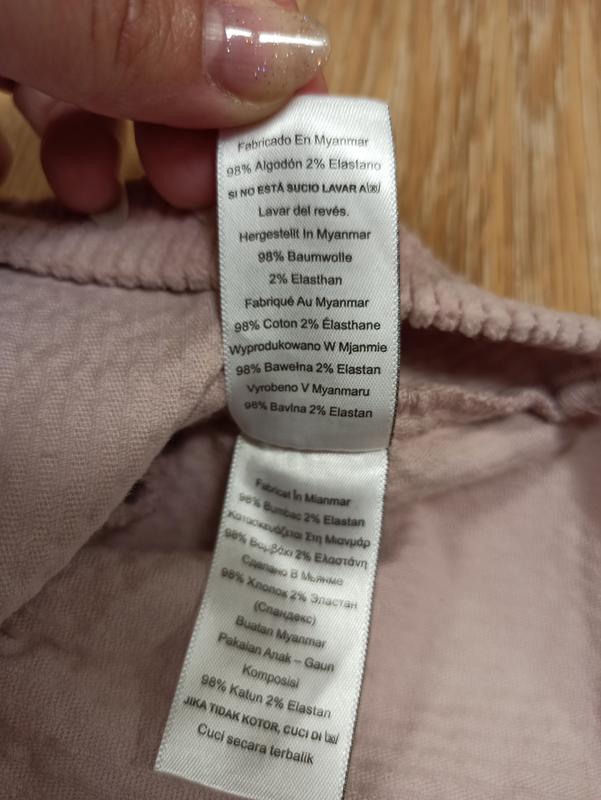 Fabricado En Myanmar
98% Algodón 2% Elastano
SI NO ESTÁ SUCIO LAVAR A
Lavar del revés.
Hergestellt In Myanmar
98% Baumwolle
2% Elasthan
Fabriqué Au Myanmar
98% Coton 2% Élasthane
Wyprodukowano W Mjanmie
98% Bawełna 2% Elastan
Vyrobeno V Myanmaru
98% Bavlna 2% Elastan
Fabricat În Mianmar
98% Bumbac 2% Elastan
Κατασκευάζεται Στη Μιανμάρ
98% Βαμβάκι 2% Ελαστάνη
Сделано В Мьянме
98% Хлопок 2% Эластан
(Спандекс)
Buatan Myanmar
Pakaian Anak – Gaun
Komposisi
98% Katun 2% Elastan
JIKA TIDAK KOTOR, CUCI DI
Cuci secara terbalik